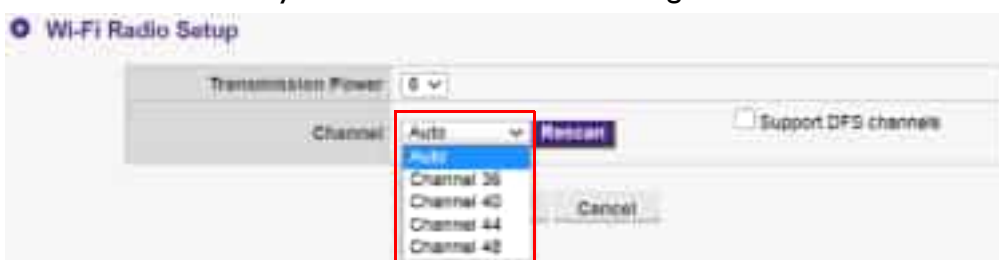 Wi-Fi Radio Setup
Transmission Power 6
Channel Auto Rescan Support DFS channels
Auto
Channel 36
Channel 40
Channel 44
Channel 48
Cancel